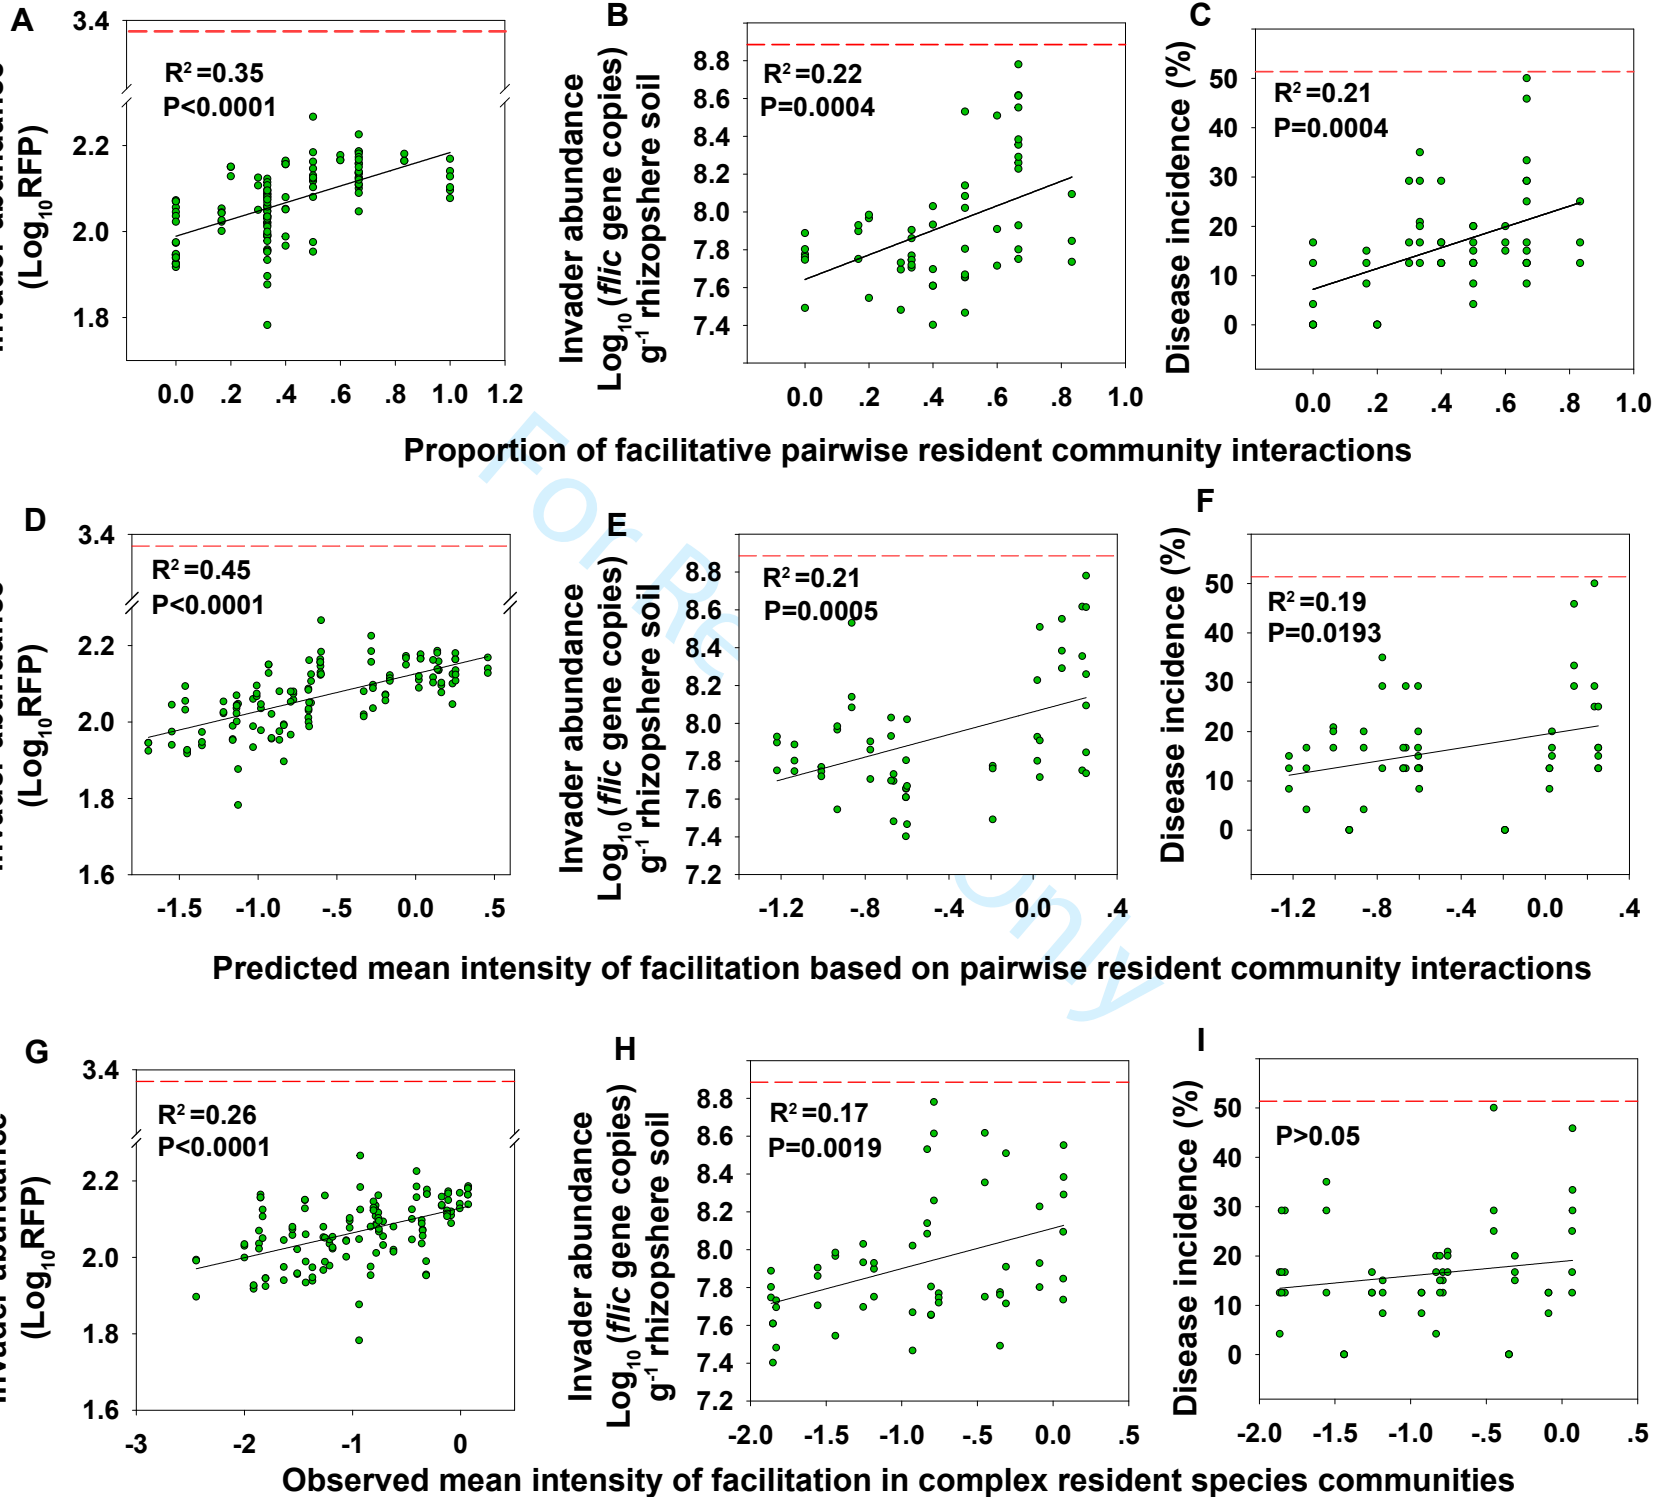 A
3.4
R² =0.35
P<0.0001
2.2
2.0
1.8
(Log₁₀RFP)
0.0 .2 .4 .6 .8 1.0 1.2
B
Invader abundance
Log₁₀ (flic gene copies)
g⁻¹ rhizopshere soil
8.8
8.6
8.4
8.2
8.0
7.8
7.6
7.4
R² =0.22
P=0.0004
0.0 .2 .4 .6 .8 1.0
C
Disease incidence (%)
50
40
30
20
10
0
R² =0.21
P=0.0004
0.0 .2 .4 .6 .8 1.0
Proportion of facilitative pairwise resident community interactions
D
3.4
R² =0.45
P<0.0001
2.2
2.0
1.8
1.6
(Log₁₀RFP)
-1.5 -1.0 -.5 0.0 .5
E
Invader abundance
Log₁₀ (flic gene copies)
g⁻¹ rhizopshere soil
8.8
8.6
8.4
8.2
8.0
7.8
7.6
7.4
7.2
R² =0.21
P=0.0005
-1.2 -.8 -.4 0.0 .4
F
Disease incidence (%)
50
40
30
20
10
0
R² =0.19
P=0.0193
-1.2 -.8 -.4 0.0 .4
Predicted mean intensity of facilitation based on pairwise resident community interactions
G
3.4
R² =0.26
P<0.0001
2.2
2.0
1.8
1.6
(Log₁₀RFP)
-3 -2 -1 0
H
Invader abundance
Log₁₀ (flic gene copies)
g⁻¹ rhizopshere soil
8.8
8.6
8.4
8.2
8.0
7.8
7.6
7.4
7.2
R² =0.17
P=0.0019
-2.0 -1.5 -1.0 -.5 0.0 .5
I
Disease incidence (%)
50
40
30
20
10
0
P>0.05
-2.0 -1.5 -1.0 -.5 0.0 .5
Observed mean intensity of facilitation in complex resident species communities
For Re
Only